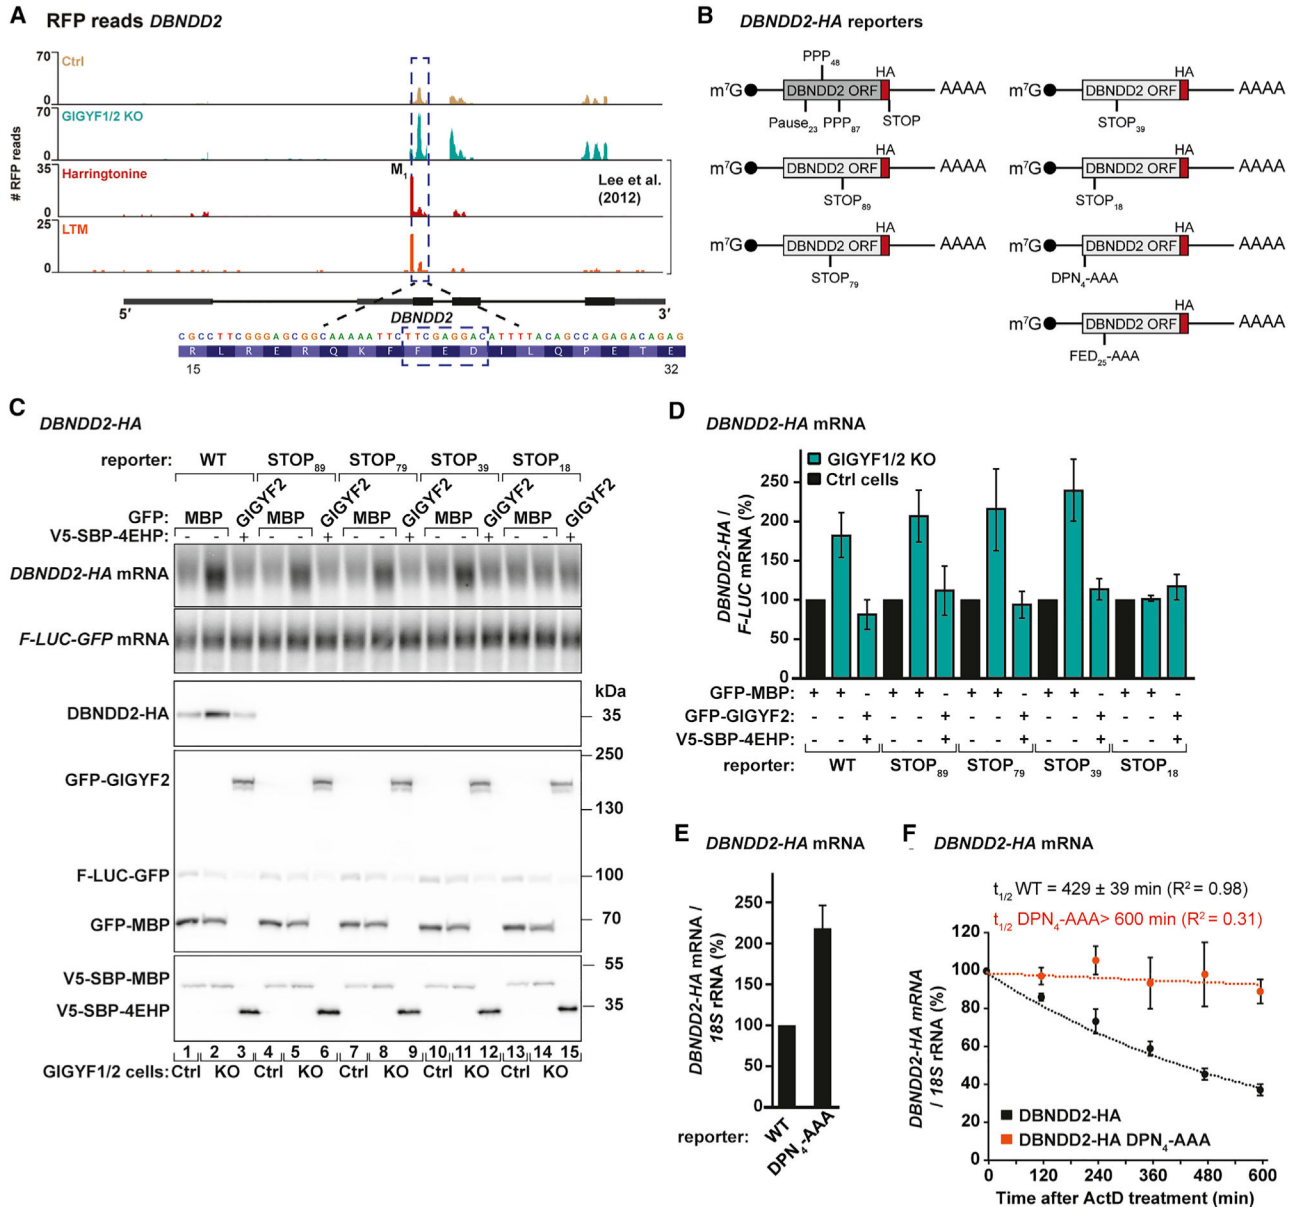 A RFP reads DBNDD2
70
0
Ctrl
70
0
GIGYF1/2 KO
35
0
Harringtonine
M1
Lee et al.
(2012)
25
0
LTM
# RFP reads
5'
3'
DBNDD2
CGCCTTCGGGAGCGGCAAAAATTCTTCGAGGACATTTTACAGCCAGAGACAGAG
R L R E R Q K F F E D I L Q P E T E
15
32
B DBNDD2-HA reporters
PPP48
HA
m7G DBNDD2 ORF AAAA
Pause23 PPP87 STOP
HA
m7G DBNDD2 ORF AAAA
STOP39
HA
m7G DBNDD2 ORF AAAA
STOP89
HA
m7G DBNDD2 ORF AAAA
STOP18
HA
m7G DBNDD2 ORF AAAA
STOP79
HA
m7G DBNDD2 ORF AAAA
DPN4-AAA
HA
m7G DBNDD2 ORF AAAA
FED25-AAA
C
DBNDD2-HA
reporter: WT STOP89 STOP79 STOP39 STOP18
GFP: MBP GIGYF2 MBP GIGYF2 MBP GIGYF2 MBP GIGYF2 MBP GIGYF2
V5-SBP-4EHP: - - + - - + - - + - - + - - +
DBNDD2-HA mRNA
F-LUC-GFP mRNA
kDa
DBNDD2-HA
35
250
GFP-GIGYF2
130
F-LUC-GFP
100
GFP-MBP
70
55
V5-SBP-MBP
V5-SBP-4EHP
35
1 2 3 4 5 6 7 8 9 10 11 12 13 14 15
GIGYF1/2 cells: Ctrl KO Ctrl KO Ctrl KO Ctrl KO Ctrl KO
D
DBNDD2-HA mRNA
GIGYF1/2 KO
Ctrl cells
DBNDD2-HA /
F-LUC mRNA (%)
250
200
150
100
50
0
GFP-MBP: + + - + + - + + - + + - + + -
GFP-GIGYF2: - - + - - + - - + - - + - - +
V5-SBP-4EHP: - - + - - + - - + - - + - - +
reporter: WT STOP89 STOP79 STOP39 STOP18
E DBNDD2-HA mRNA
DBNDD2-HA mRNA /
18S rRNA (%)
250
200
150
100
50
0
reporter: WT DPN4-AAA
F DBNDD2-HA mRNA
t1/2 WT = 429 ± 39 min (R2 = 0.98)
t1/2 DPN4-AAA> 600 min (R2 = 0.31)
DBNDD2-HA mRNA
/ 18S rRNA (%)
120
100
80
60
40
20
0
DBNDD2-HA
DBNDD2-HA DPN4-AAA
0 120 240 360 480 600
Time after ActD treatment (min)